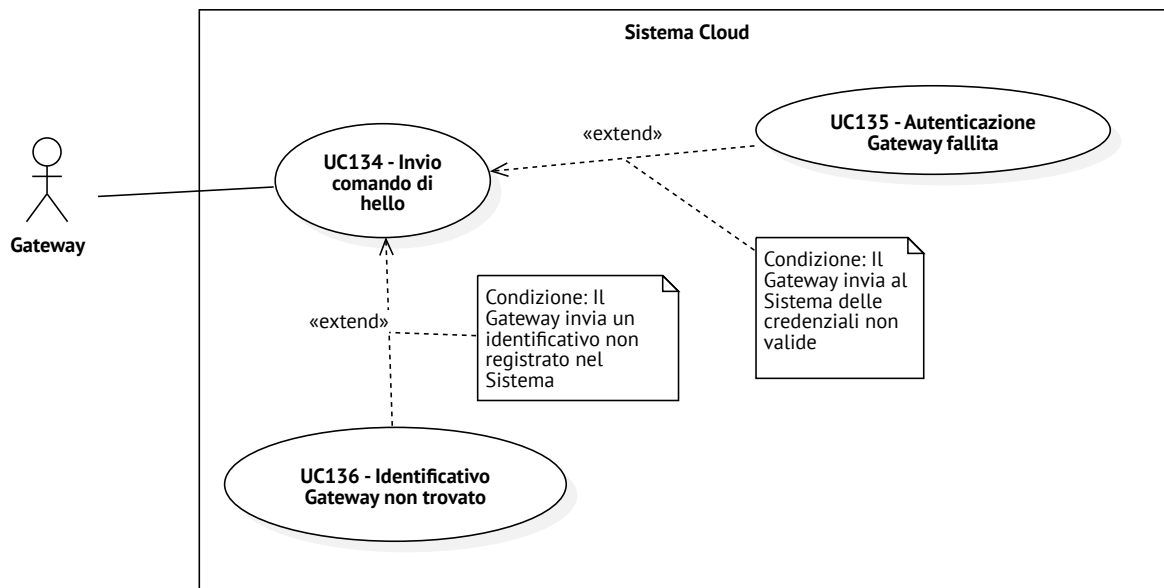 Sistema Cloud
UC135 - Autenticazione
Gateway fallita
«extend»
UC134 - Invio
comando di
hello
Gateway
Condizione: Il
Gateway invia al
Sistema delle
credenziali non
valide
Condizione: Il
Gateway invia un
identificativo non
registrato nel
Sistema
«extend»
UC136 - Identificativo
Gateway non trovato